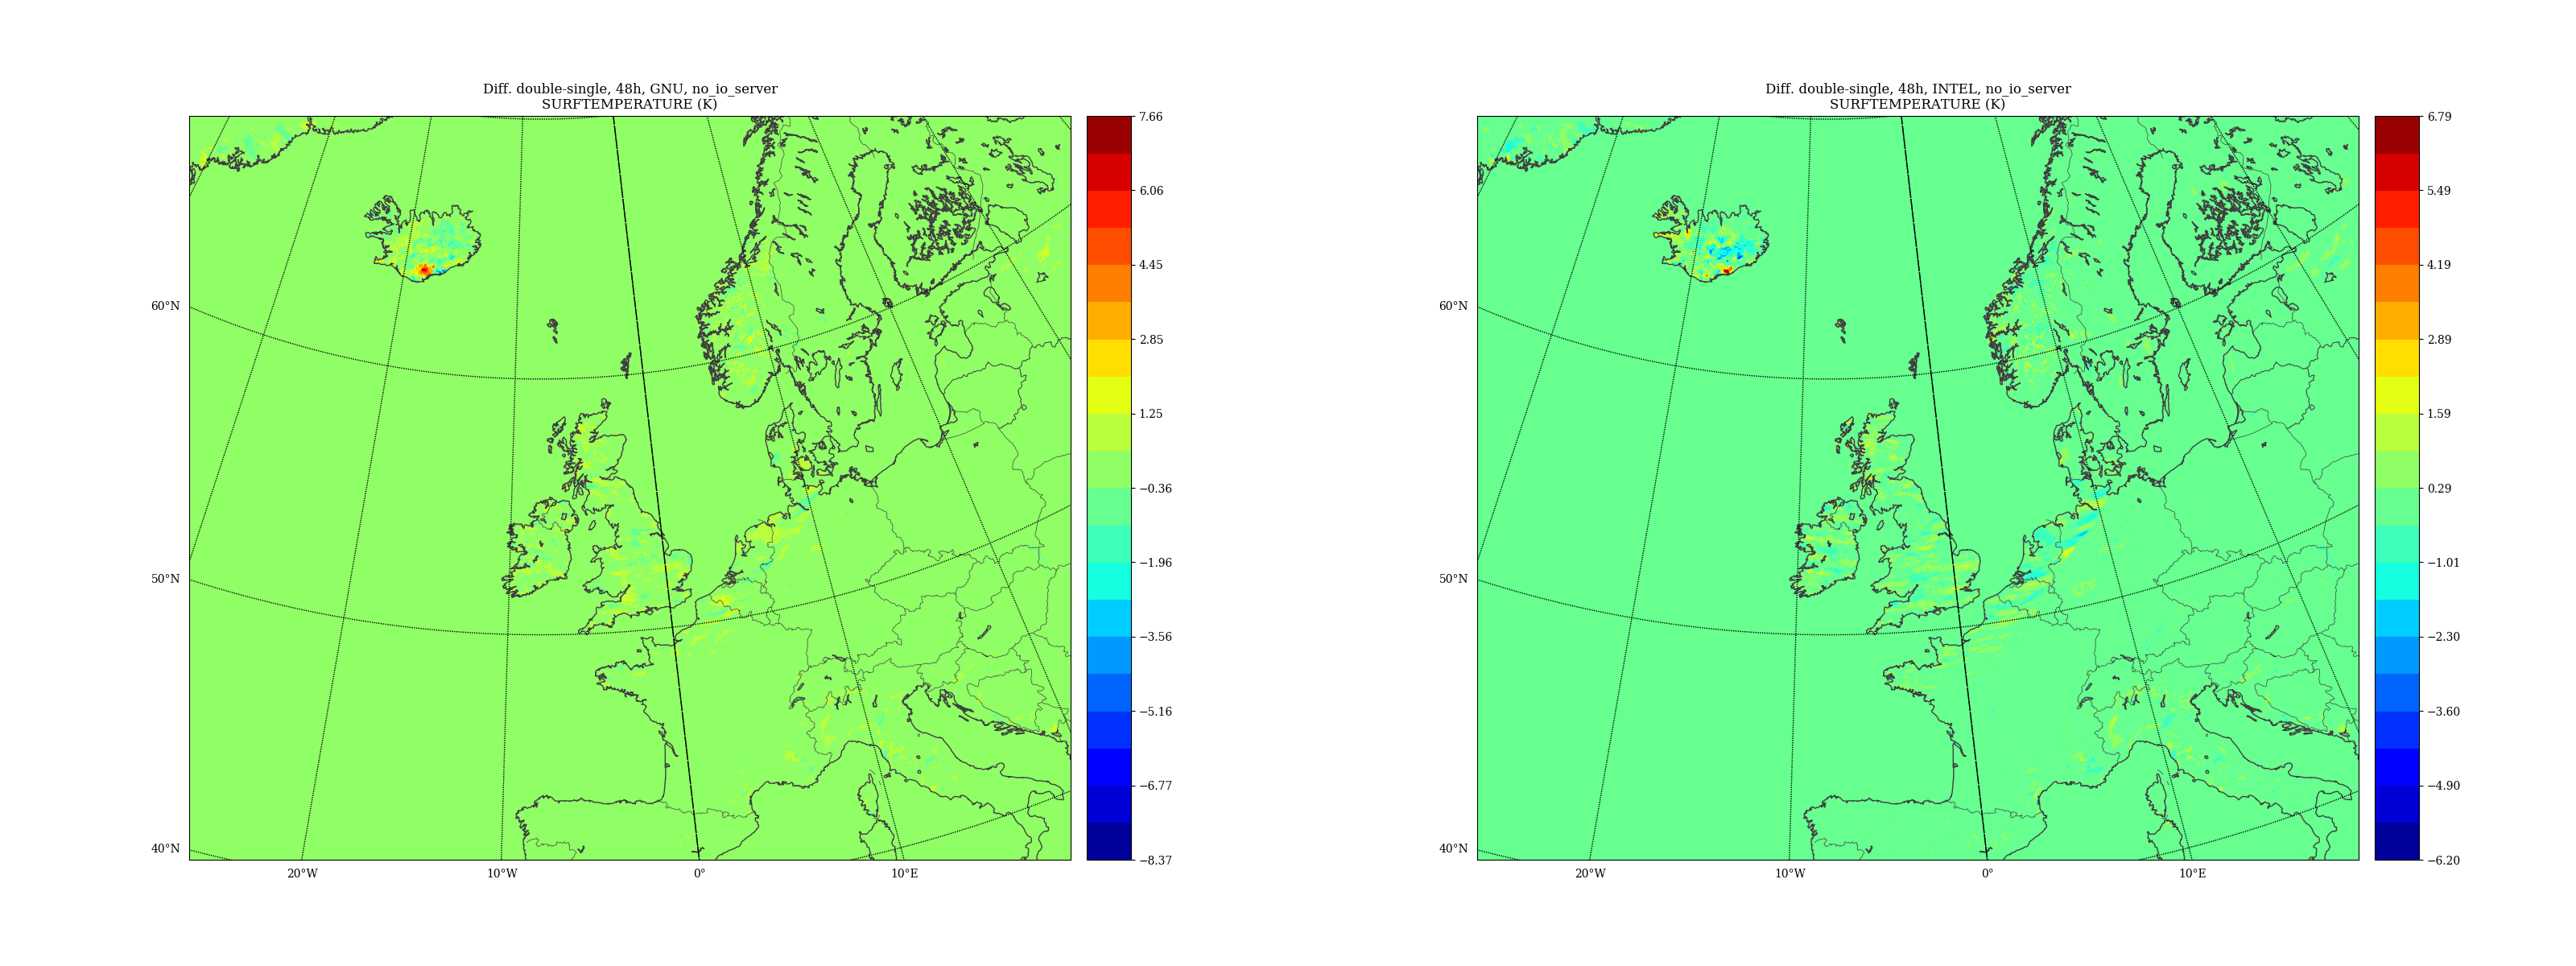 Diff. double-single, 48h, GNU, no_io_server
SURFTEMPERATURE (K)
60°N
50°N
40°N
20°W
10°W
0°
10°E
7.66
6.06
4.45
2.85
1.25
−0.36
−1.96
−3.56
−5.16
−6.77
−8.37
Diff. double-single, 48h, INTEL, no_io_server
SURFTEMPERATURE (K)
60°N
50°N
40°N
20°W
10°W
0°
10°E
6.79
5.49
4.19
2.89
1.59
0.29
−1.01
−2.30
−3.60
−4.90
−6.20